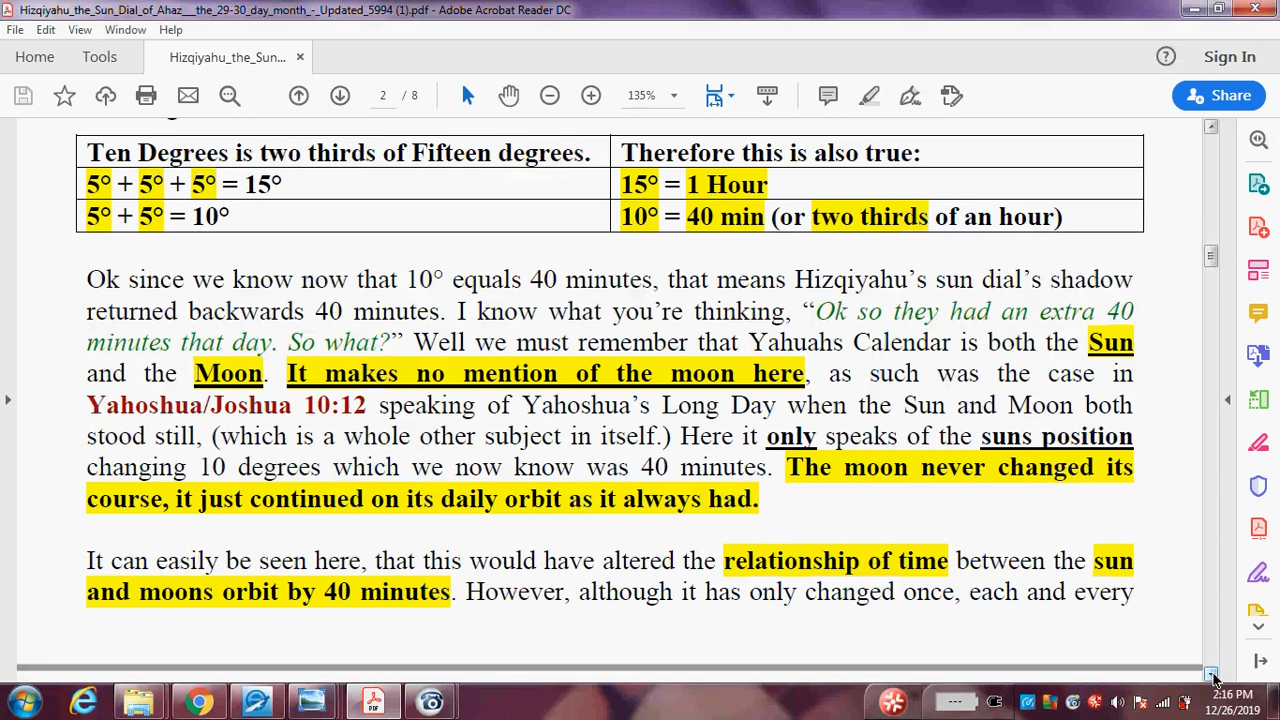 Hizqiyahu_the_Sun_Dial_of_Ahaz___the_29-30_day_month_-_Updated_5994 (1).pdf - Adobe Acrobat Reader DC
File Edit View Window Help
Home Tools Hizqiyahu_the_Sun... × Sign In
2 / 8 135% Share
Ten Degrees is two thirds of Fifteen degrees. Therefore this is also true:
5° + 5° + 5° = 15° 15° = 1 Hour
5° + 5° = 10° 10° = 40 min (or two thirds of an hour)
Ok since we know now that 10° equals 40 minutes, that means Hizqiyahu’s sun dial’s shadow
returned backwards 40 minutes. I know what you’re thinking, “Ok so they had an extra 40
minutes that day. So what?” Well we must remember that Yahuahs Calendar is both the Sun
and the Moon. It makes no mention of the moon here, as such was the case in
Yahoshua/Joshua 10:12 speaking of Yahoshua’s Long Day when the Sun and Moon both
stood still, (which is a whole other subject in itself.) Here it only speaks of the suns position
changing 10 degrees which we now know was 40 minutes. The moon never changed its
course, it just continued on its daily orbit as it always had.
It can easily be seen here, that this would have altered the relationship of time between the sun
and moons orbit by 40 minutes. However, although it has only changed once, each and every
2:16 PM
12/26/2019